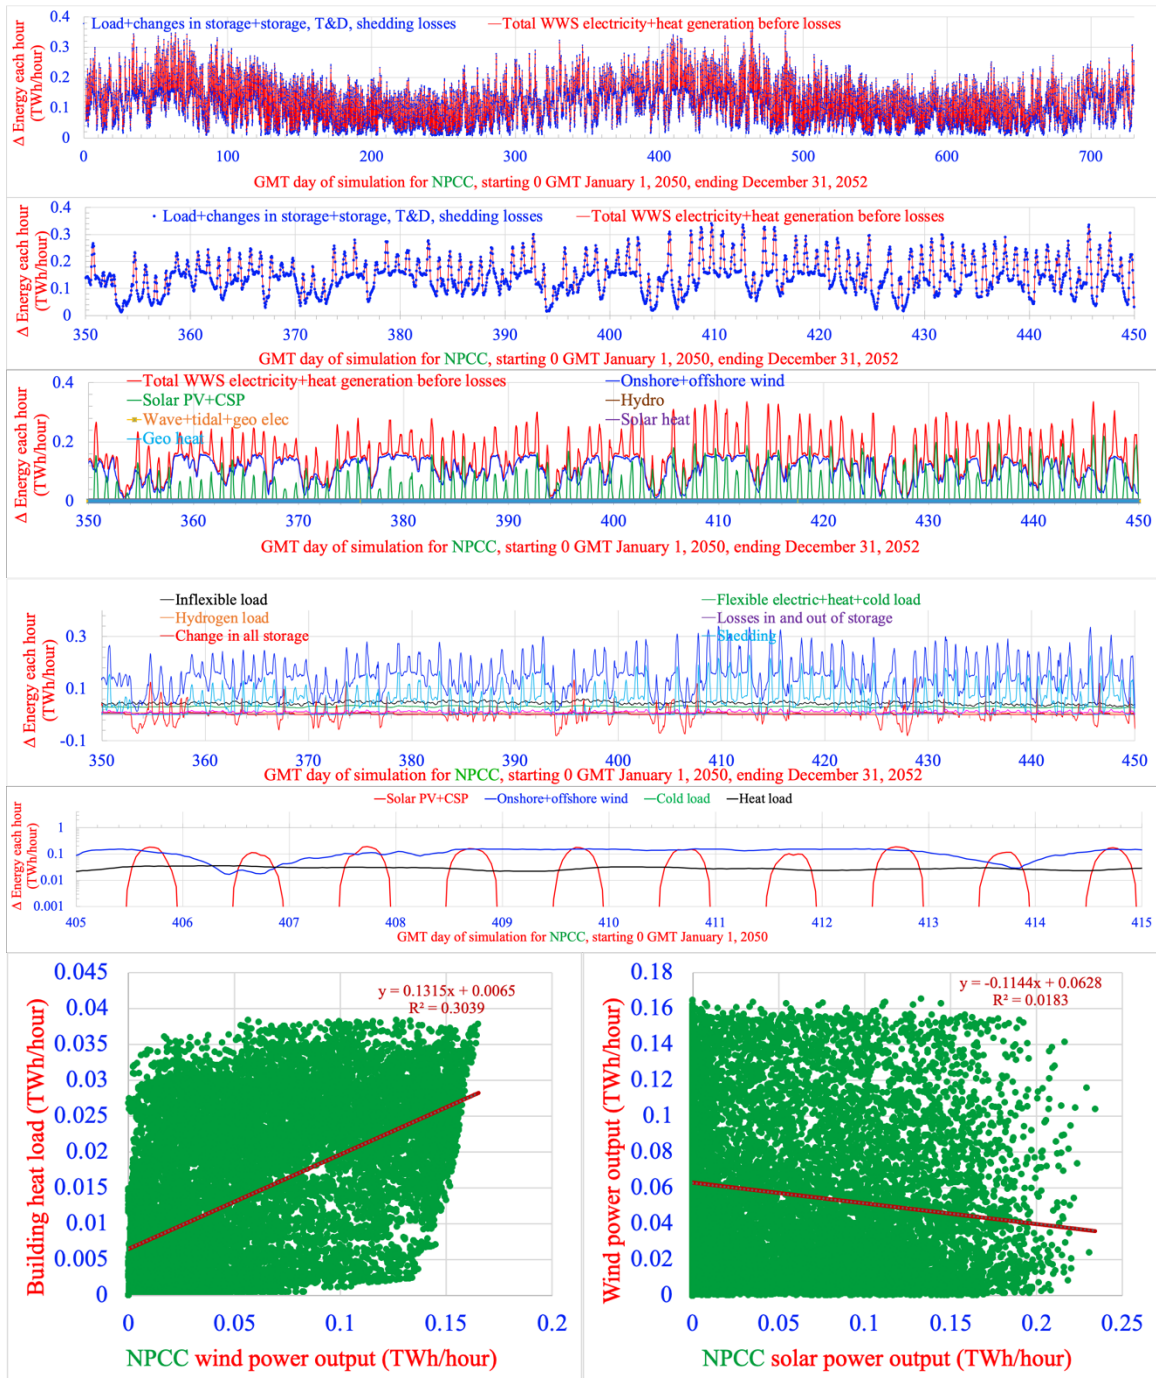 Δ Energy each hour
(TWh/hour)
0.4
0.3
0.2
0.1
0
Load+changes in storage+storage, T&D, shedding losses
Total WWS electricity+heat generation before losses
0 100 200 300 400 500 600 700
GMT day of simulation for NPCC, starting 0 GMT January 1, 2050, ending December 31, 2052
Δ Energy each hour
(TWh/hour)
0.4
0.3
0.2
0.1
0
Load+changes in storage+storage, T&D, shedding losses
Total WWS electricity+heat generation before losses
350 360 370 380 390 400 410 420 430 440 450
GMT day of simulation for NPCC, starting 0 GMT January 1, 2050, ending December 31, 2052
Δ Energy each hour
(TWh/hour)
0.4
0.2
0
Total WWS electricity+heat generation before losses
Onshore+offshore wind
Solar PV+CSP
Hydro
Wave+tidal+geo elec
Solar heat
Geo heat
350 360 370 380 390 400 410 420 430 440 450
GMT day of simulation for NPCC, starting 0 GMT January 1, 2050, ending December 31, 2052
Δ Energy each hour
(TWh/hour)
0.3
0.1
-0.1
Inflexible load
Flexible electric+heat+cold load
Hydrogen load
Losses in and out of storage
Change in all storage
Shedding
350 360 370 380 390 400 410 420 430 440 450
GMT day of simulation for NPCC, starting 0 GMT January 1, 2050, ending December 31, 2052
Δ Energy each hour
(TWh/hour)
Solar PV+CSP
Onshore+offshore wind
Cold load
Heat load
1
0.1
0.01
0.001
405 406 407 408 409 410 411 412 413 414 415
GMT day of simulation for NPCC, starting 0 GMT January 1, 2050
Building heat load (TWh/hour)
0.045
0.04
0.035
0.03
0.025
0.02
0.015
0.01
0.005
0
y = 0.1315x + 0.0065
R² = 0.3039
0 0.05 0.1 0.15 0.2
NPCC wind power output (TWh/hour)
Wind power output (TWh/hour)
0.18
0.16
0.14
0.12
0.1
0.08
0.06
0.04
0.02
0
y = -0.1144x + 0.0628
R² = 0.0183
0 0.05 0.1 0.15 0.2 0.25
NPCC solar power output (TWh/hour)